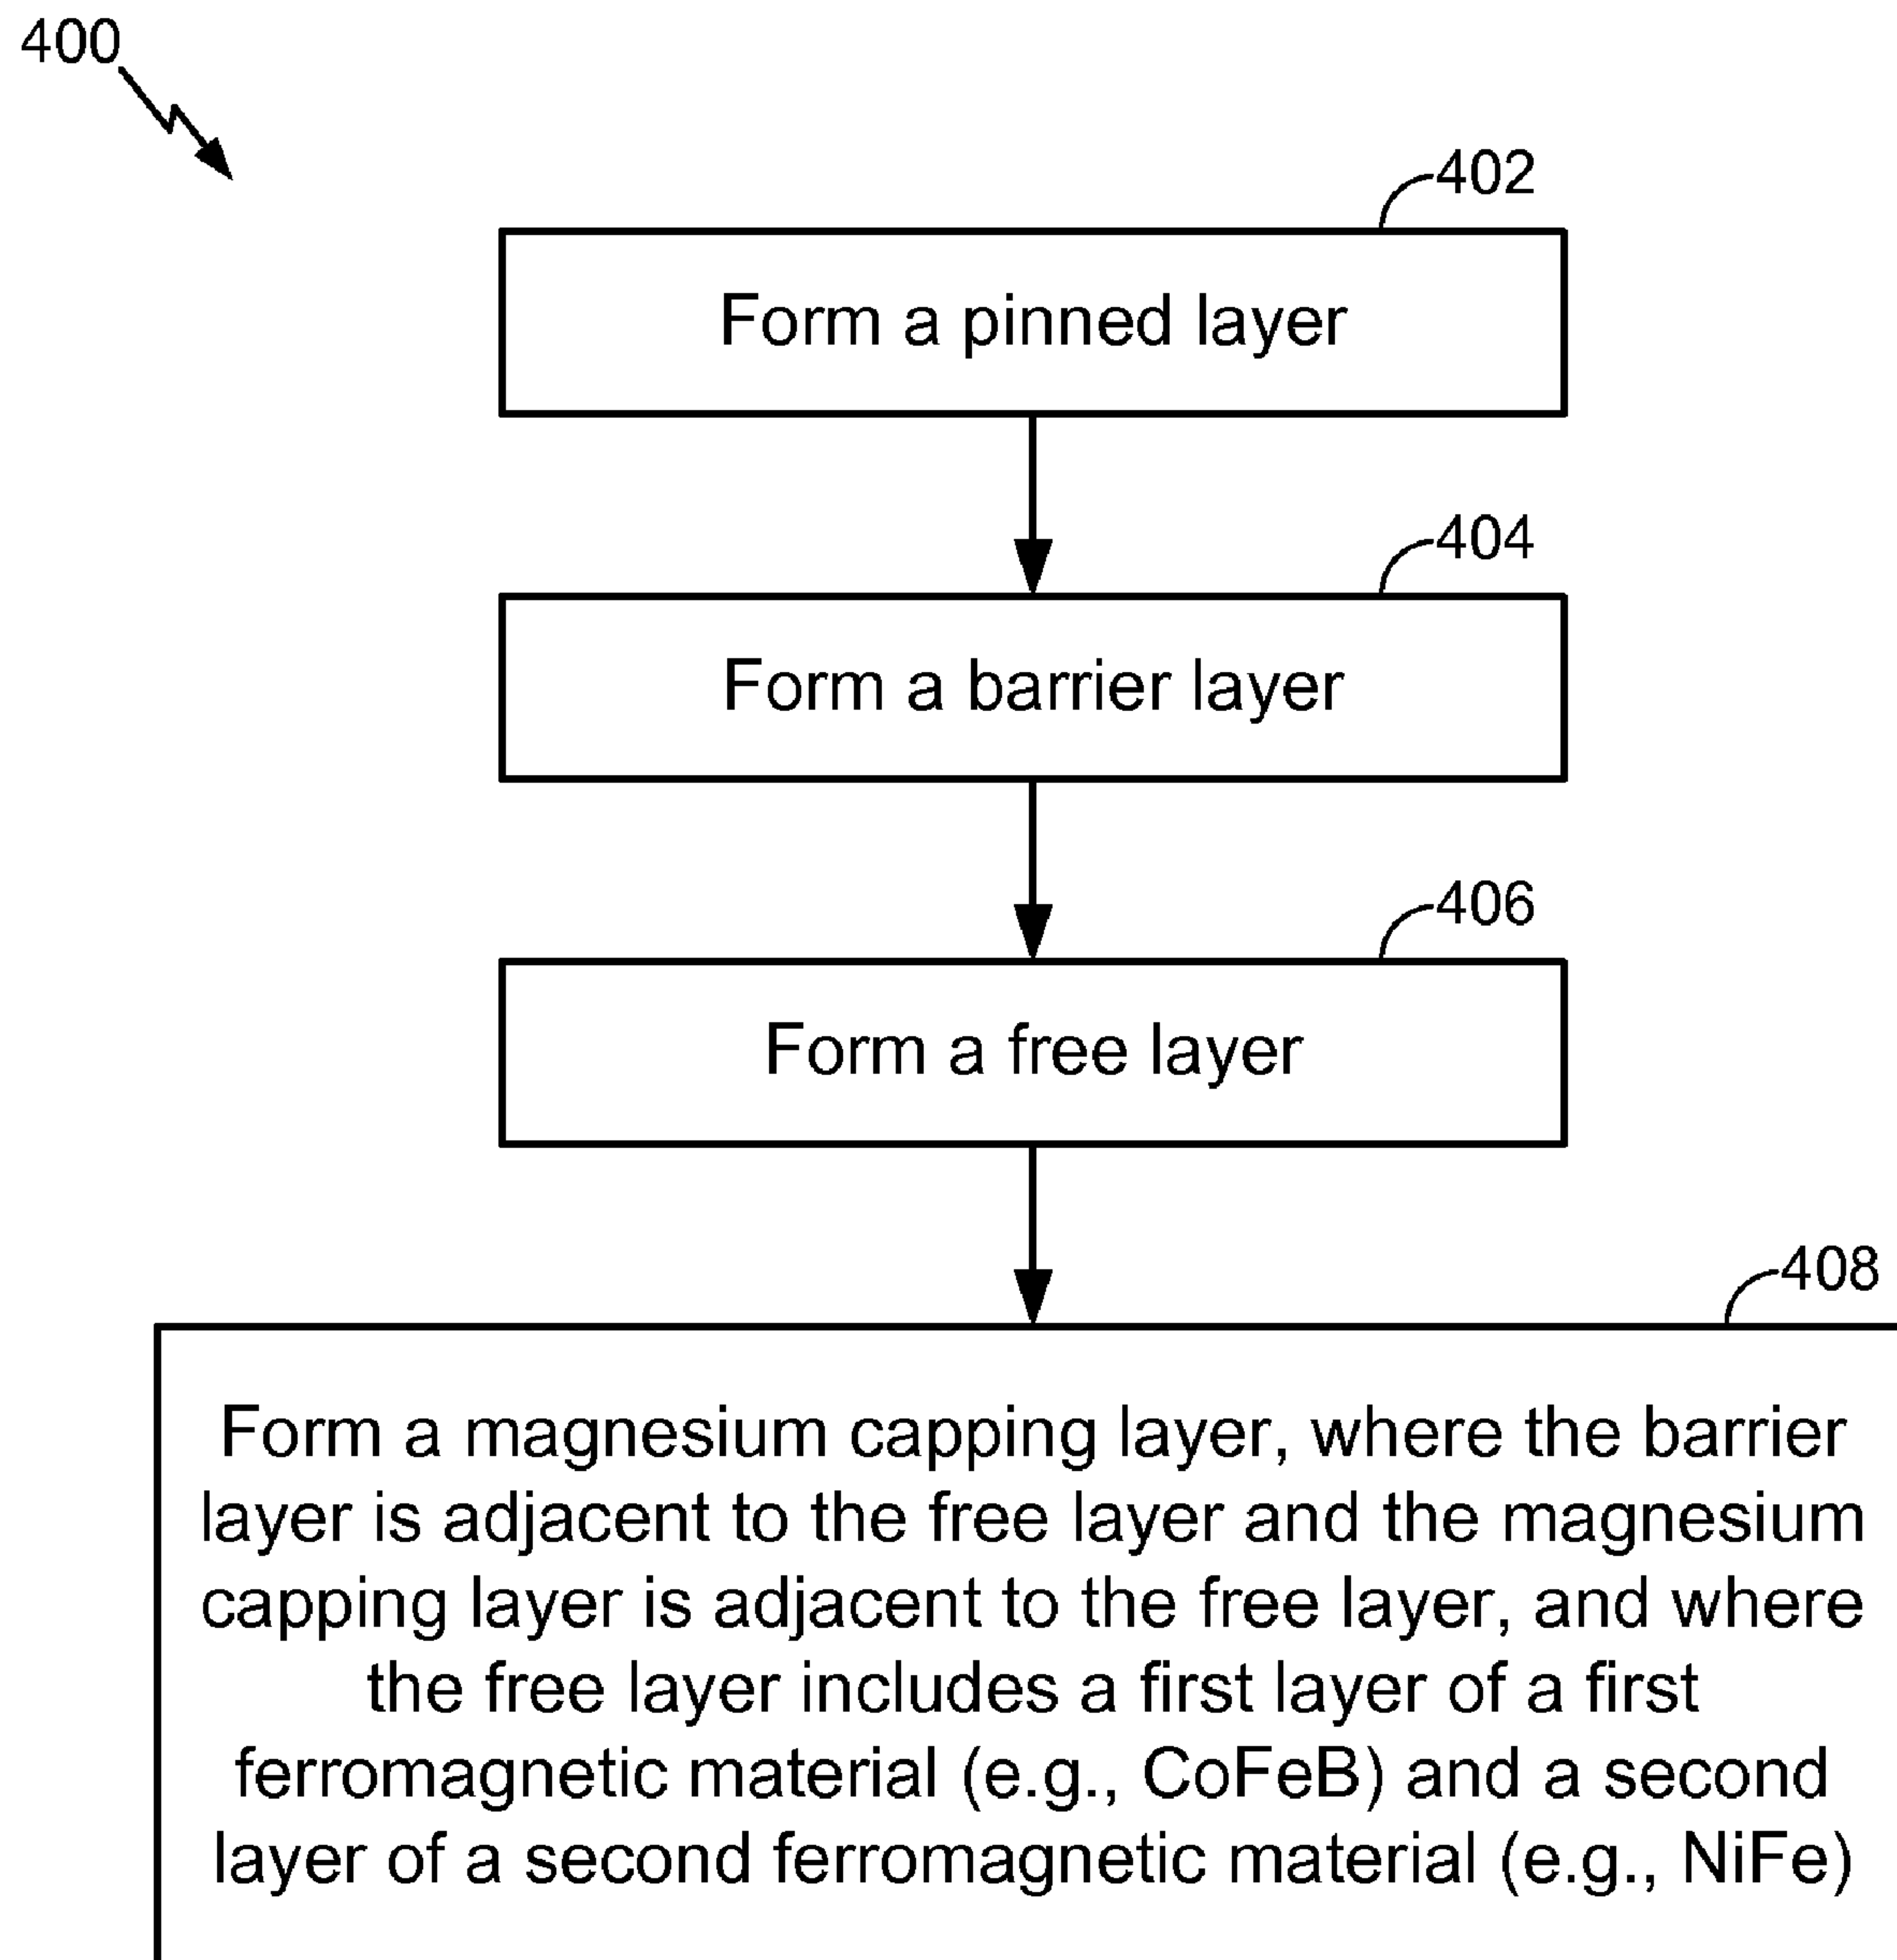 400
402
Form a pinned layer
404
Form a barrier layer
406
Form a free layer
408
Form a magnesium capping layer, where the barrier
layer is adjacent to the free layer and the magnesium
capping layer is adjacent to the free layer, and where
the free layer includes a first layer of a first
ferromagnetic material (e.g., CoFeB) and a second
layer of a second ferromagnetic material (e.g., NiFe)